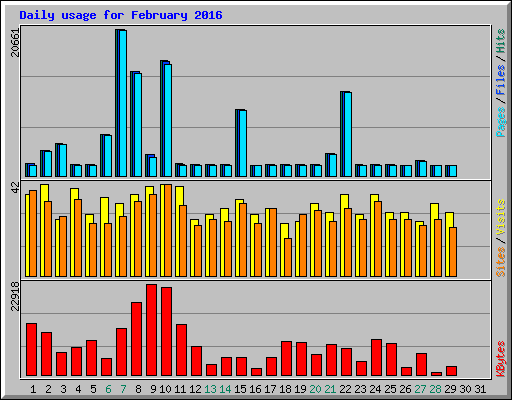 Daily usage for February 2016
20661
Pages / Files / Hits
42
Sites / Visits
22918
KBytes
1 2 3 4 5 6 7 8 9 10 11 12 13 14 15 16 17 18 19 20 21 22 23 24 25 26 27 28 29 30 31